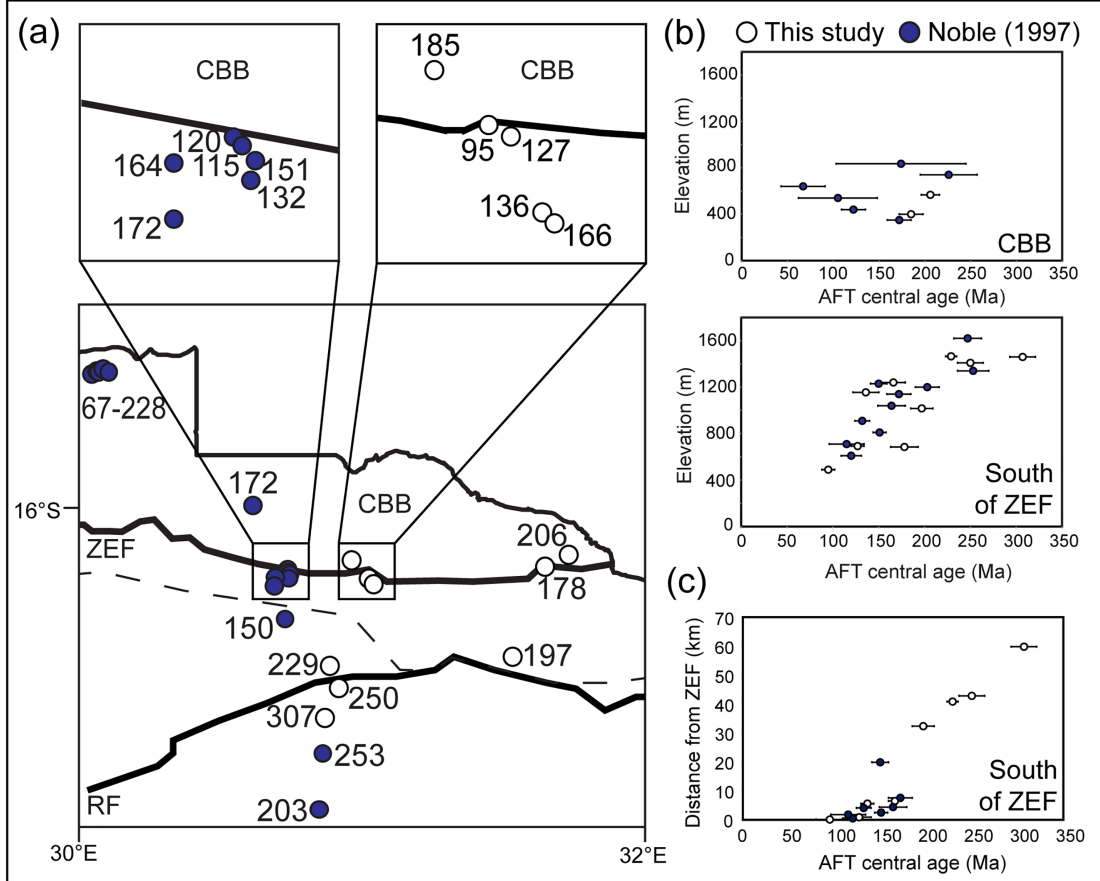 (a)
185
CBB
CBB
120
164
115
151
132
172
95
127
136
166
67-228
172
CBB
16°S
ZEF
206
178
150
229
197
250
307
253
RF
203
30°E
32°E
(b)
This study
Noble (1997)
Elevation (m)
1600
1200
800
400
0
CBB
0 50 100 150 200 250 300 350
AFT central age (Ma)
Elevation (m)
1600
1200
800
400
0
South
of ZEF
0 50 100 150 200 250 300 350
AFT central age (Ma)
(c)
Distance from ZEF (km)
70
60
50
40
30
20
10
0
South
of ZEF
0 50 100 150 200 250 300 350
AFT central age (Ma)